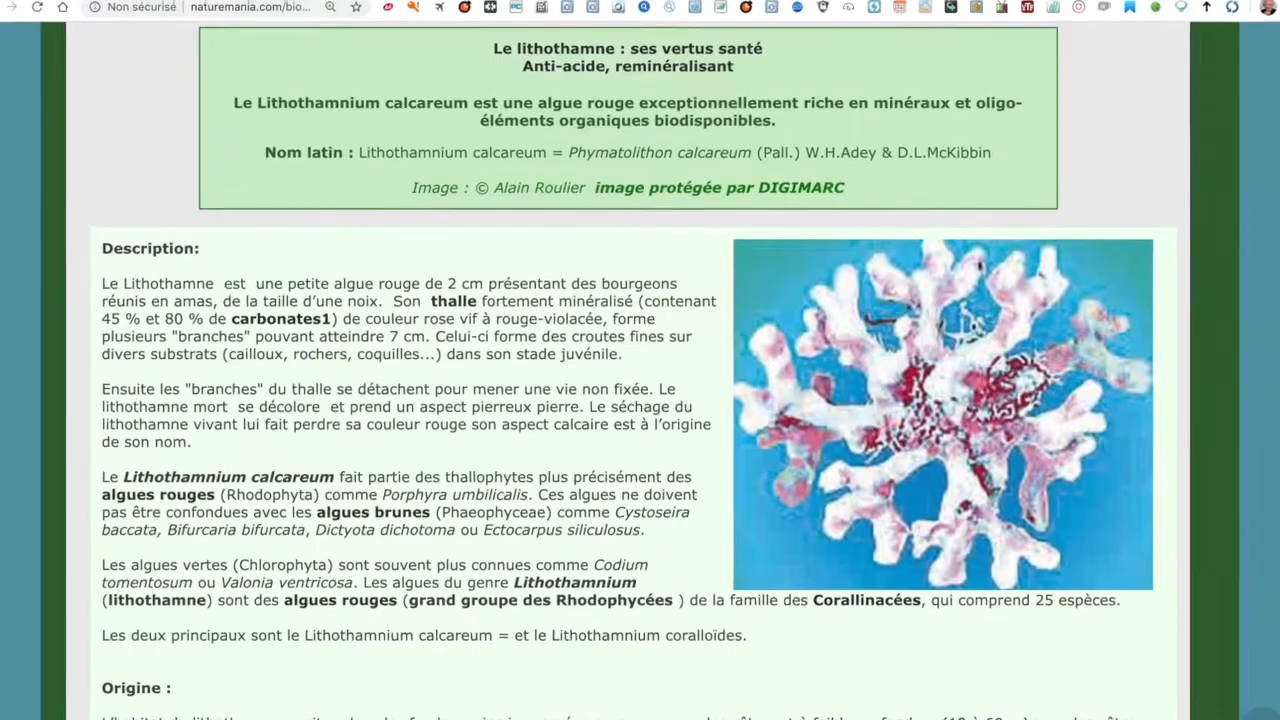 Non sécurisé | naturemania.com/bio...
Le lithothamne : ses vertus santé
Anti-acide, reminéralisant
Le Lithothamnium calcareum est une algue rouge exceptionnellement riche en minéraux et oligo-
éléments organiques biodisponibles.
Nom latin : Lithothamnium calcareum = Phymatolithon calcareum (Pall.) W.H.Adey & D.L.McKibbin
Image : © Alain Roulier image protégée par DIGIMARC
Description:
Le Lithothamne est une petite algue rouge de 2 cm présentant des bourgeons
réunis en amas, de la taille d’une noix. Son thalle fortement minéralisé (contenant
45 % et 80 % de carbonates1) de couleur rose vif à rouge-violacée, forme
plusieurs "branches" pouvant atteindre 7 cm. Celui-ci forme des croutes fines sur
divers substrats (cailloux, rochers, coquilles...) dans son stade juvénile.
Ensuite les "branches" du thalle se détachent pour mener une vie non fixée. Le
lithothamne mort se décolore et prend un aspect pierreux pierre. Le séchage du
lithothamne vivant lui fait perdre sa couleur rouge son aspect calcaire est à l’origine
de son nom.
Le Lithothamnium calcareum fait partie des thallophytes plus précisément des
algues rouges (Rhodophyta) comme Porphyra umbilicalis. Ces algues ne doivent
pas être confondues avec les algues brunes (Phaeophyceae) comme Cystoseira
baccata, Bifurcaria bifurcata, Dictyota dichotoma ou Ectocarpus siliculosus.
Les algues vertes (Chlorophyta) sont souvent plus connues comme Codium
tomentosum ou Valonia ventricosa. Les algues du genre Lithothamnium
(lithothamne) sont des algues rouges (grand groupe des Rhodophycées ) de la famille des Corallinacées, qui comprend 25 espèces.
Les deux principaux sont le Lithothamnium calcareum = et le Lithothamnium coralloïdes.
Origine :